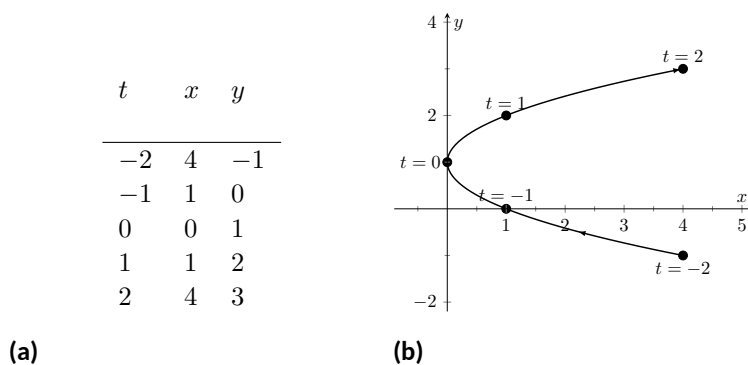 t x y
−2 4 −1
−1 1 0
0 0 1
1 1 2
2 4 3
(a)
4
y
t = 2
t = 1
2
t = 0
t = −1
x
1 2 3 4 5
t = −2
−2
(b)